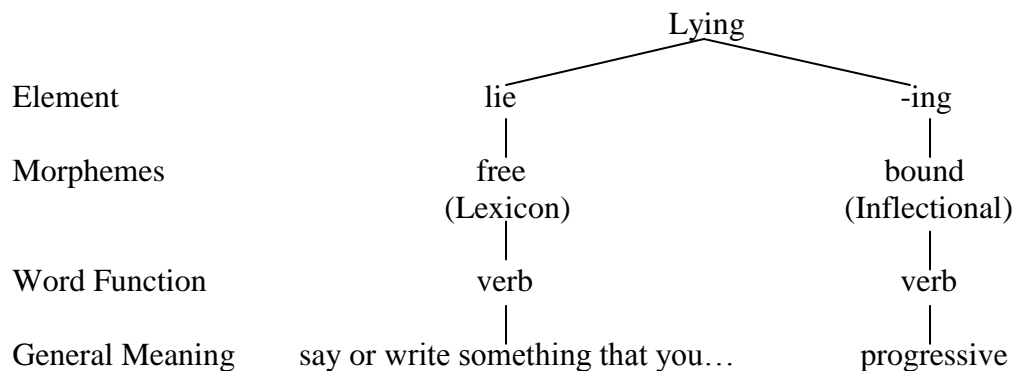 Lying
Element lie -ing
Morphemes free bound
(Lexicon) (Inflectional)
Word Function verb verb
General Meaning say or write something that you… progressive